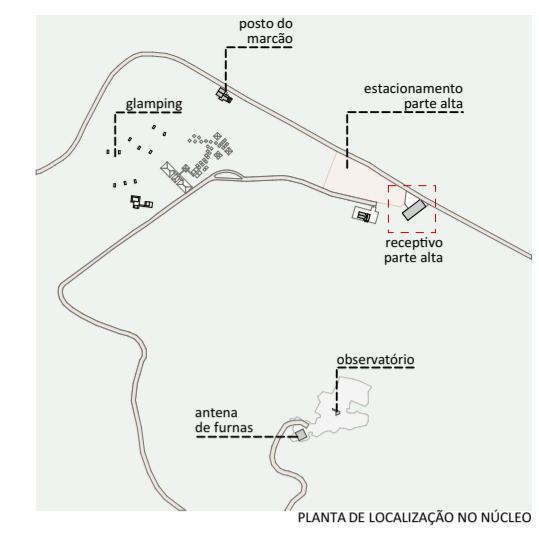 posto do
marcão
estacionamento
parte alta
glamping
receptivo
parte alta
observatório
antena
de furnas
PLANTA DE LOCALIZAÇÃO NO NÚCLEO